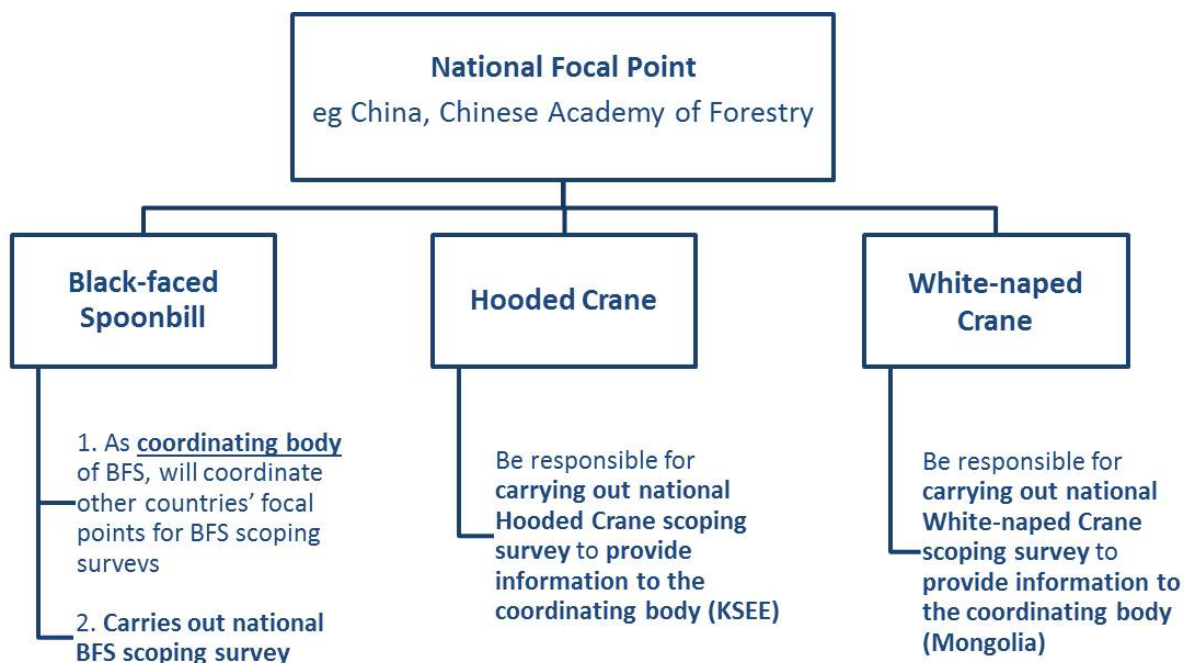 National Focal Point
eg China, Chinese Academy of Forestry
Black-faced
Spoonbill
Hooded Crane
White-naped
Crane
1. As coordinating body
of BFS, will coordinate
other countries’ focal
points for BFS scoping
surveys
2. Carries out national
BFS scoping survey
Be responsible for
carrying out national
Hooded Crane scoping
survey to provide
information to the
coordinating body (KSEE)
Be responsible for
carrying out national
White-naped Crane
scoping survey to
provide information to
the coordinating body
(Mongolia)